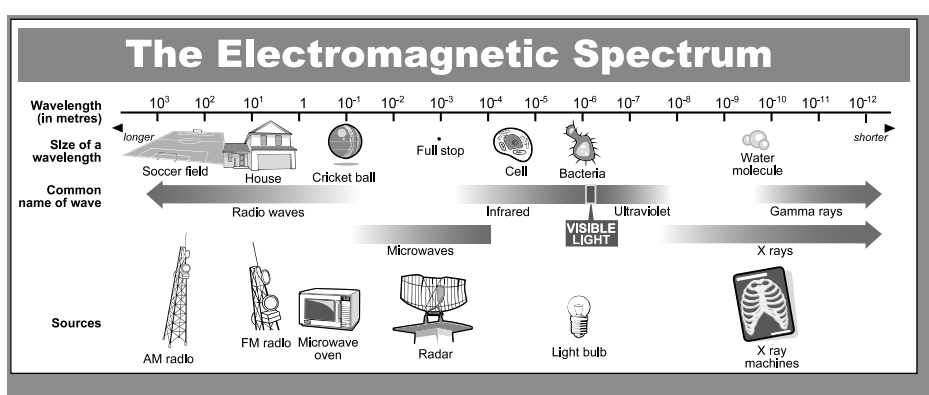 The Electromagnetic Spectrum
Wavelength
(in metres)
10³ 10² 10¹ 1 10⁻¹ 10⁻² 10⁻³ 10⁻⁴ 10⁻⁵ 10⁻⁶ 10⁻⁷ 10⁻⁸ 10⁻⁹ 10⁻¹⁰ 10⁻¹¹ 10⁻¹²
longer
shorter
Size of a
wavelength
Soccer field
House
Cricket ball
Full stop
Cell
Bacteria
Water
molecule
Common
name of wave
Radio waves
Infrared
Ultraviolet
Gamma rays
VISIBLE
LIGHT
Microwaves
X rays
Sources
AM radio
FM radio
Microwave
oven
Radar
Light bulb
X ray
machines